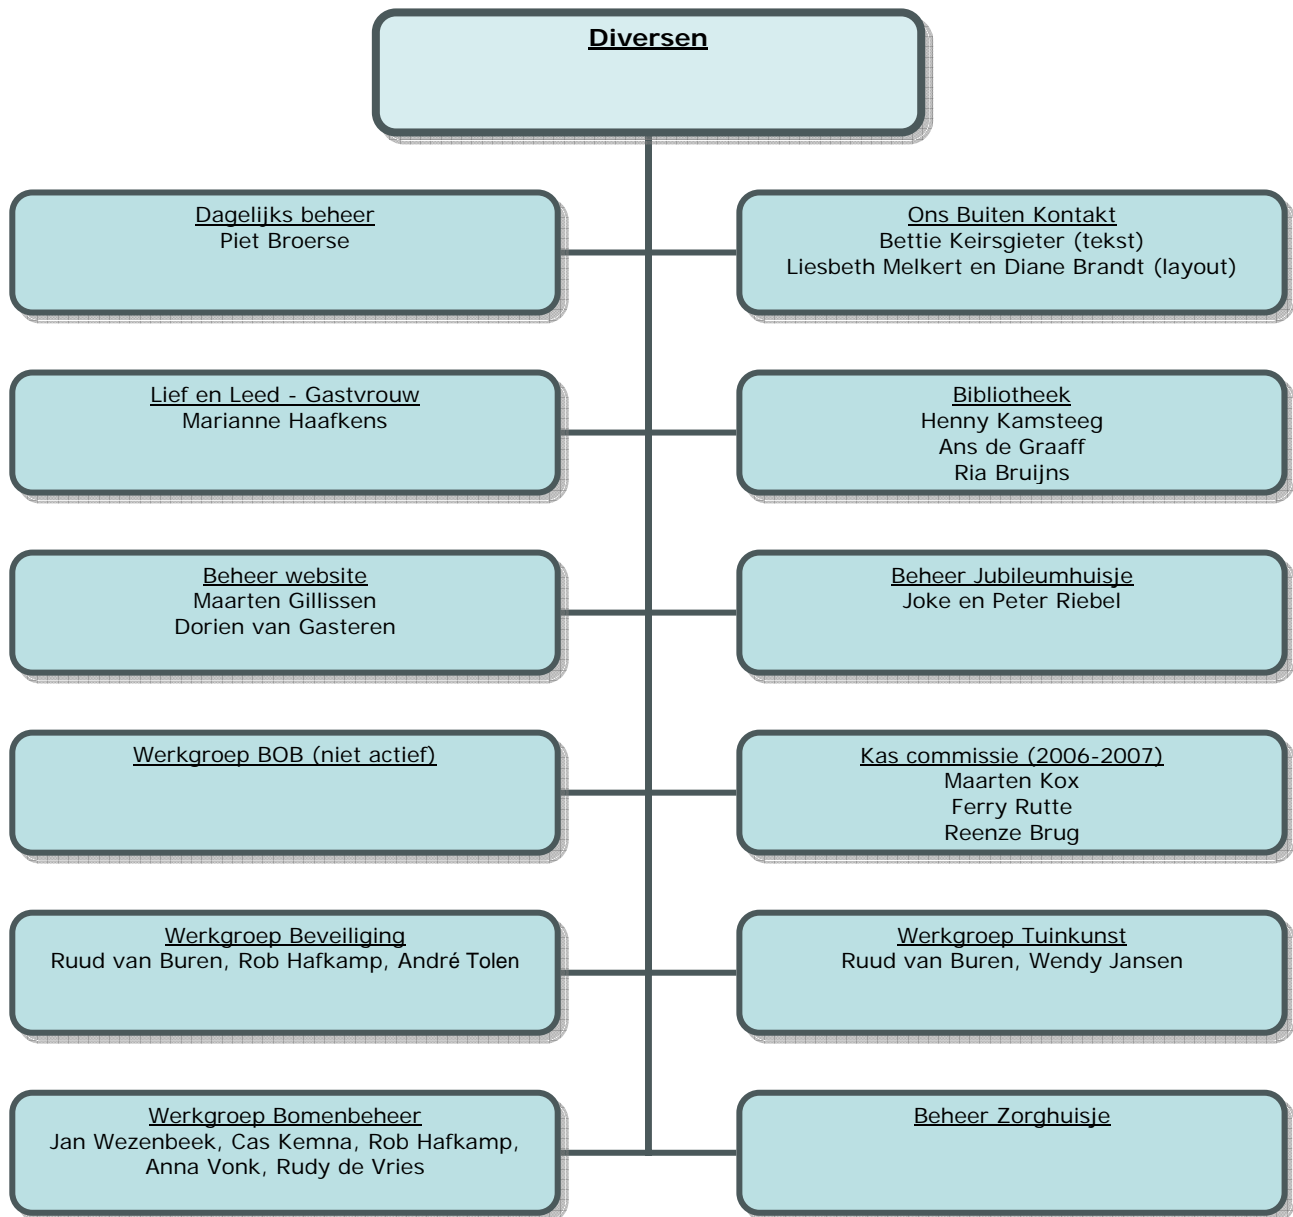 Diversen
Dagelijks beheer
Piet Broerse
Ons Buiten Kontakt
Bettie Keirsgieter (tekst)
Liesbeth Melkert en Diane Brandt (layout)
Lief en Leed - Gastvrouw
Marianne Haafkens
Bibliotheek
Henny Kamsteeg
Ans de Graaff
Ria Bruijns
Beheer website
Maarten Gillissen
Dorien van Gasteren
Beheer Jubileumhuisje
Joke en Peter Riebel
Werkgroep BOB (niet actief)
Kas commissie (2006-2007)
Maarten Kox
Ferry Rutte
Reenze Brug
Werkgroep Beveiliging
Ruud van Buren, Rob Hafkamp, André Tolen
Werkgroep Tuinkunst
Ruud van Buren, Wendy Jansen
Werkgroep Bomenbeheer
Jan Wezenbeek, Cas Kemna, Rob Hafkamp,
Anna Vonk, Rudy de Vries
Beheer Zorghuisje